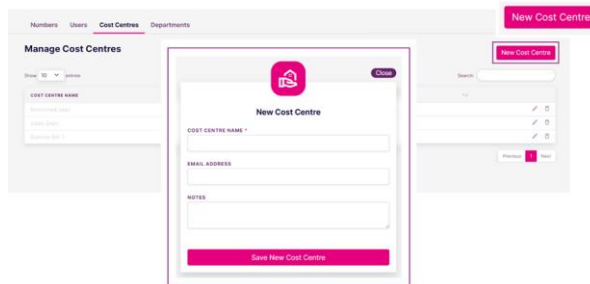 New Cost Centre
Numbers Users Cost Centres Departments
Manage Cost Centres
New Cost Centre
Show 10 entries
Search
COST CENTRE NAME
Close
New Cost Centre
COST CENTRE NAME *
EMAIL ADDRESS
NOTES
Save New Cost Centre
Previous 1 Next